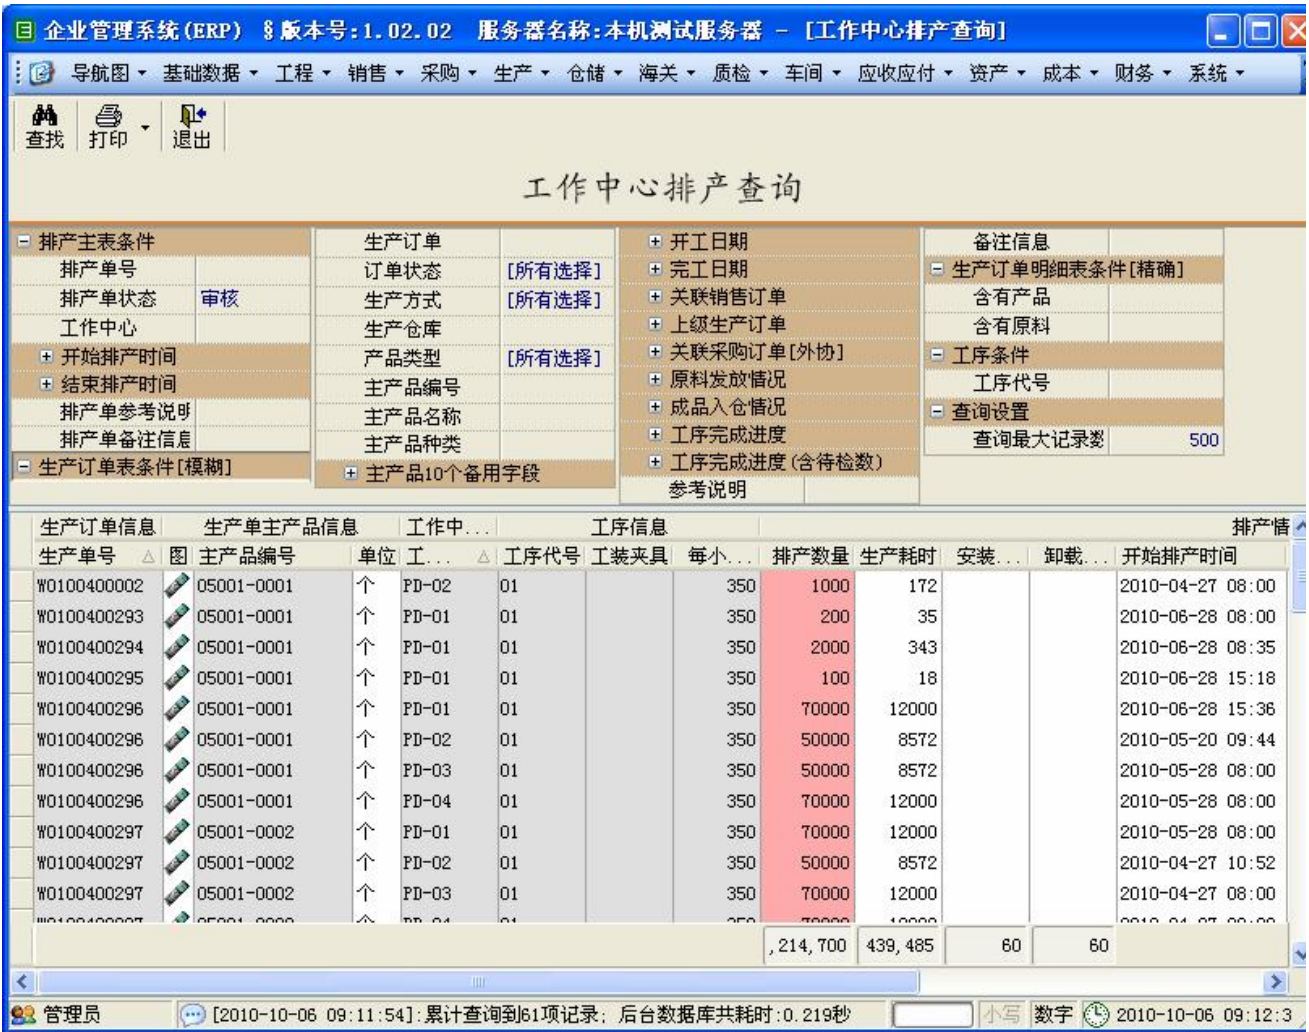 企业管理系统(ERP) §版本号:1.02.02 服务器名称:本机测试服务器 - [工作中心排产查询]
导航图 基础数据 工程 销售 采购 生产 仓储 海关 质检 车间 应收应付 资产 成本 财务 系统
查找 打印 退出
工作中心排产查询
排产主表条件
排产单号
排产单状态 审核
工作中心
开始排产时间
结束排产时间
排产单参考说明
排产单备注信息
生产订单表条件[模糊]
生产订单
订单状态 [所有选择]
生产方式 [所有选择]
生产仓库
产品类型 [所有选择]
主产品编号
主产品名称
主产品种类
主产品10个备用字段
开工日期
完工日期
关联销售订单
上级生产订单
关联采购订单[外协]
原料发放情况
成品入仓情况
工序完成进度
工序完成进度(含待检数)
参考说明
备注信息
生产订单明细表条件[精确]
含有产品
含有原料
工序条件
工序代号
查询设置
查询最大记录数 500
生产订单信息 生产单主产品信息 工作中... 工序信息 排产情
生产单号 图 主产品编号 单位 工... 工序代号 工装夹具 每小... 排产数量 生产耗时 安装... 卸载... 开始排产时间
WO100400002 05001-0001 个 PD-02 01 350 1000 172 2010-04-27 08:00
WO100400293 05001-0001 个 PD-01 01 350 200 35 2010-06-28 08:00
WO100400294 05001-0001 个 PD-01 01 350 2000 343 2010-06-28 08:35
WO100400295 05001-0001 个 PD-01 01 350 100 18 2010-06-28 15:18
WO100400296 05001-0001 个 PD-01 01 350 70000 12000 2010-06-28 15:36
WO100400296 05001-0001 个 PD-02 01 350 50000 8572 2010-05-20 09:44
WO100400296 05001-0001 个 PD-03 01 350 50000 8572 2010-05-28 08:00
WO100400296 05001-0001 个 PD-04 01 350 70000 12000 2010-05-28 08:00
WO100400297 05001-0002 个 PD-01 01 350 70000 12000 2010-05-28 08:00
WO100400297 05001-0002 个 PD-02 01 350 50000 8572 2010-04-27 10:52
WO100400297 05001-0002 个 PD-03 01 350 70000 12000 2010-04-27 08:00
,214,700 439,485 60 60
管理员 [2010-10-06 09:11:54]:累计查询到61项记录; 后台数据库共耗时:0.219秒 小写 数字 2010-10-06 09:12:3